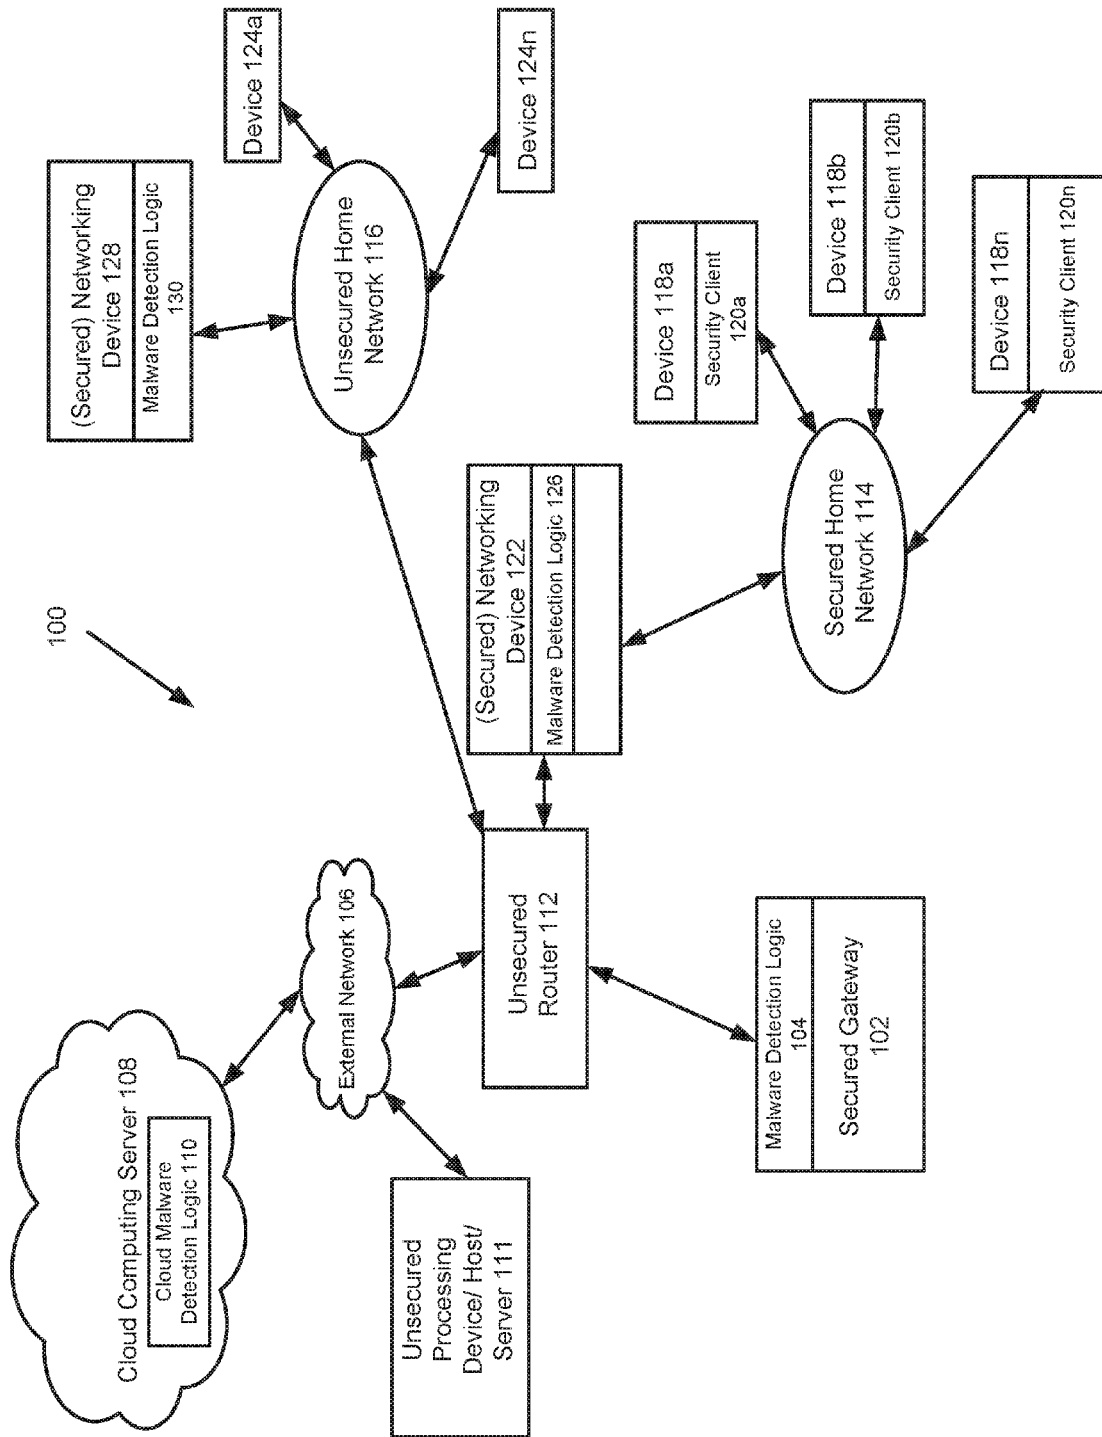 100
Cloud Computing Server 108
Cloud Malware
Detection Logic 110
Unsecured
Processing
Device/ Host/
Server 111
External Network 106
Unsecured
Router 112
Malware Detection Logic
104
Secured Gateway
102
(Secured) Networking
Device 122
Malware Detection Logic 126
(Secured) Networking
Device 128
Malware Detection Logic
130
Unsecured Home
Network 116
Device 124a
Device 124n
Secured Home
Network 114
Device 118a
Security Client
120a
Device 118b
Security Client 120b
Device 118n
Security Client 120n